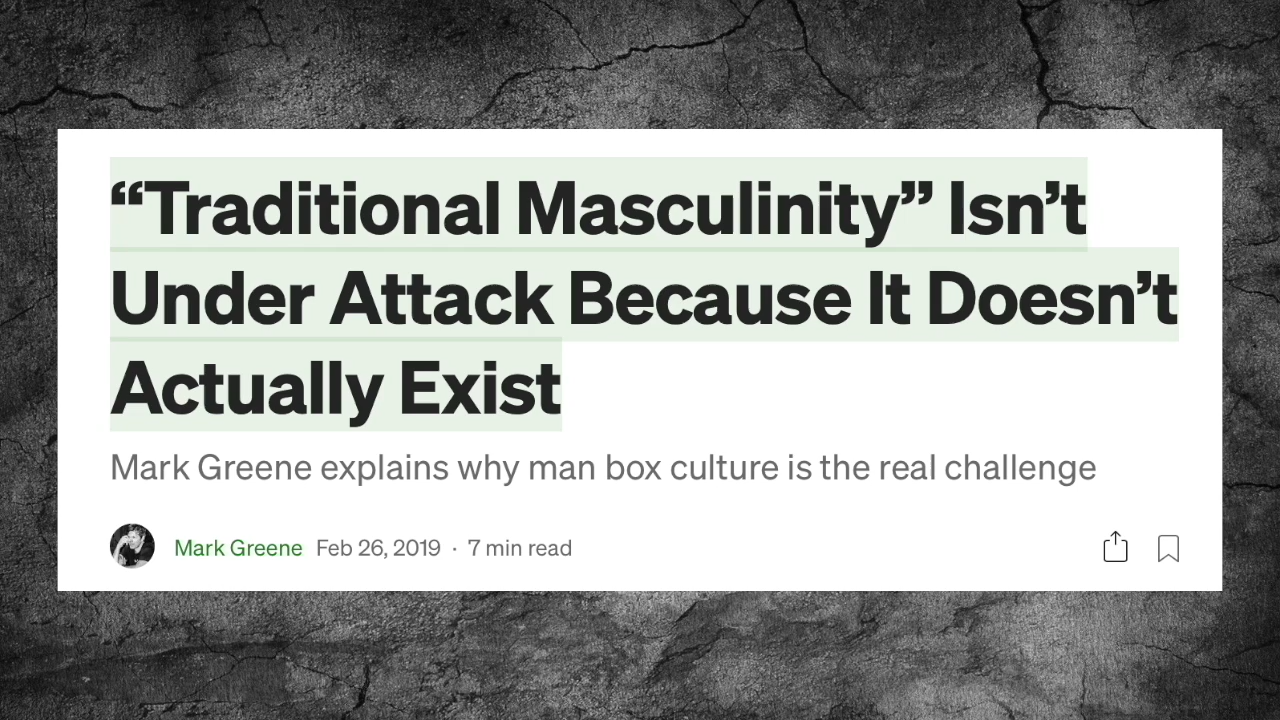 “Traditional Masculinity” Isn’t
Under Attack Because It Doesn’t
Actually Exist
Mark Greene explains why man box culture is the real challenge
Mark Greene Feb 26, 2019 · 7 min read